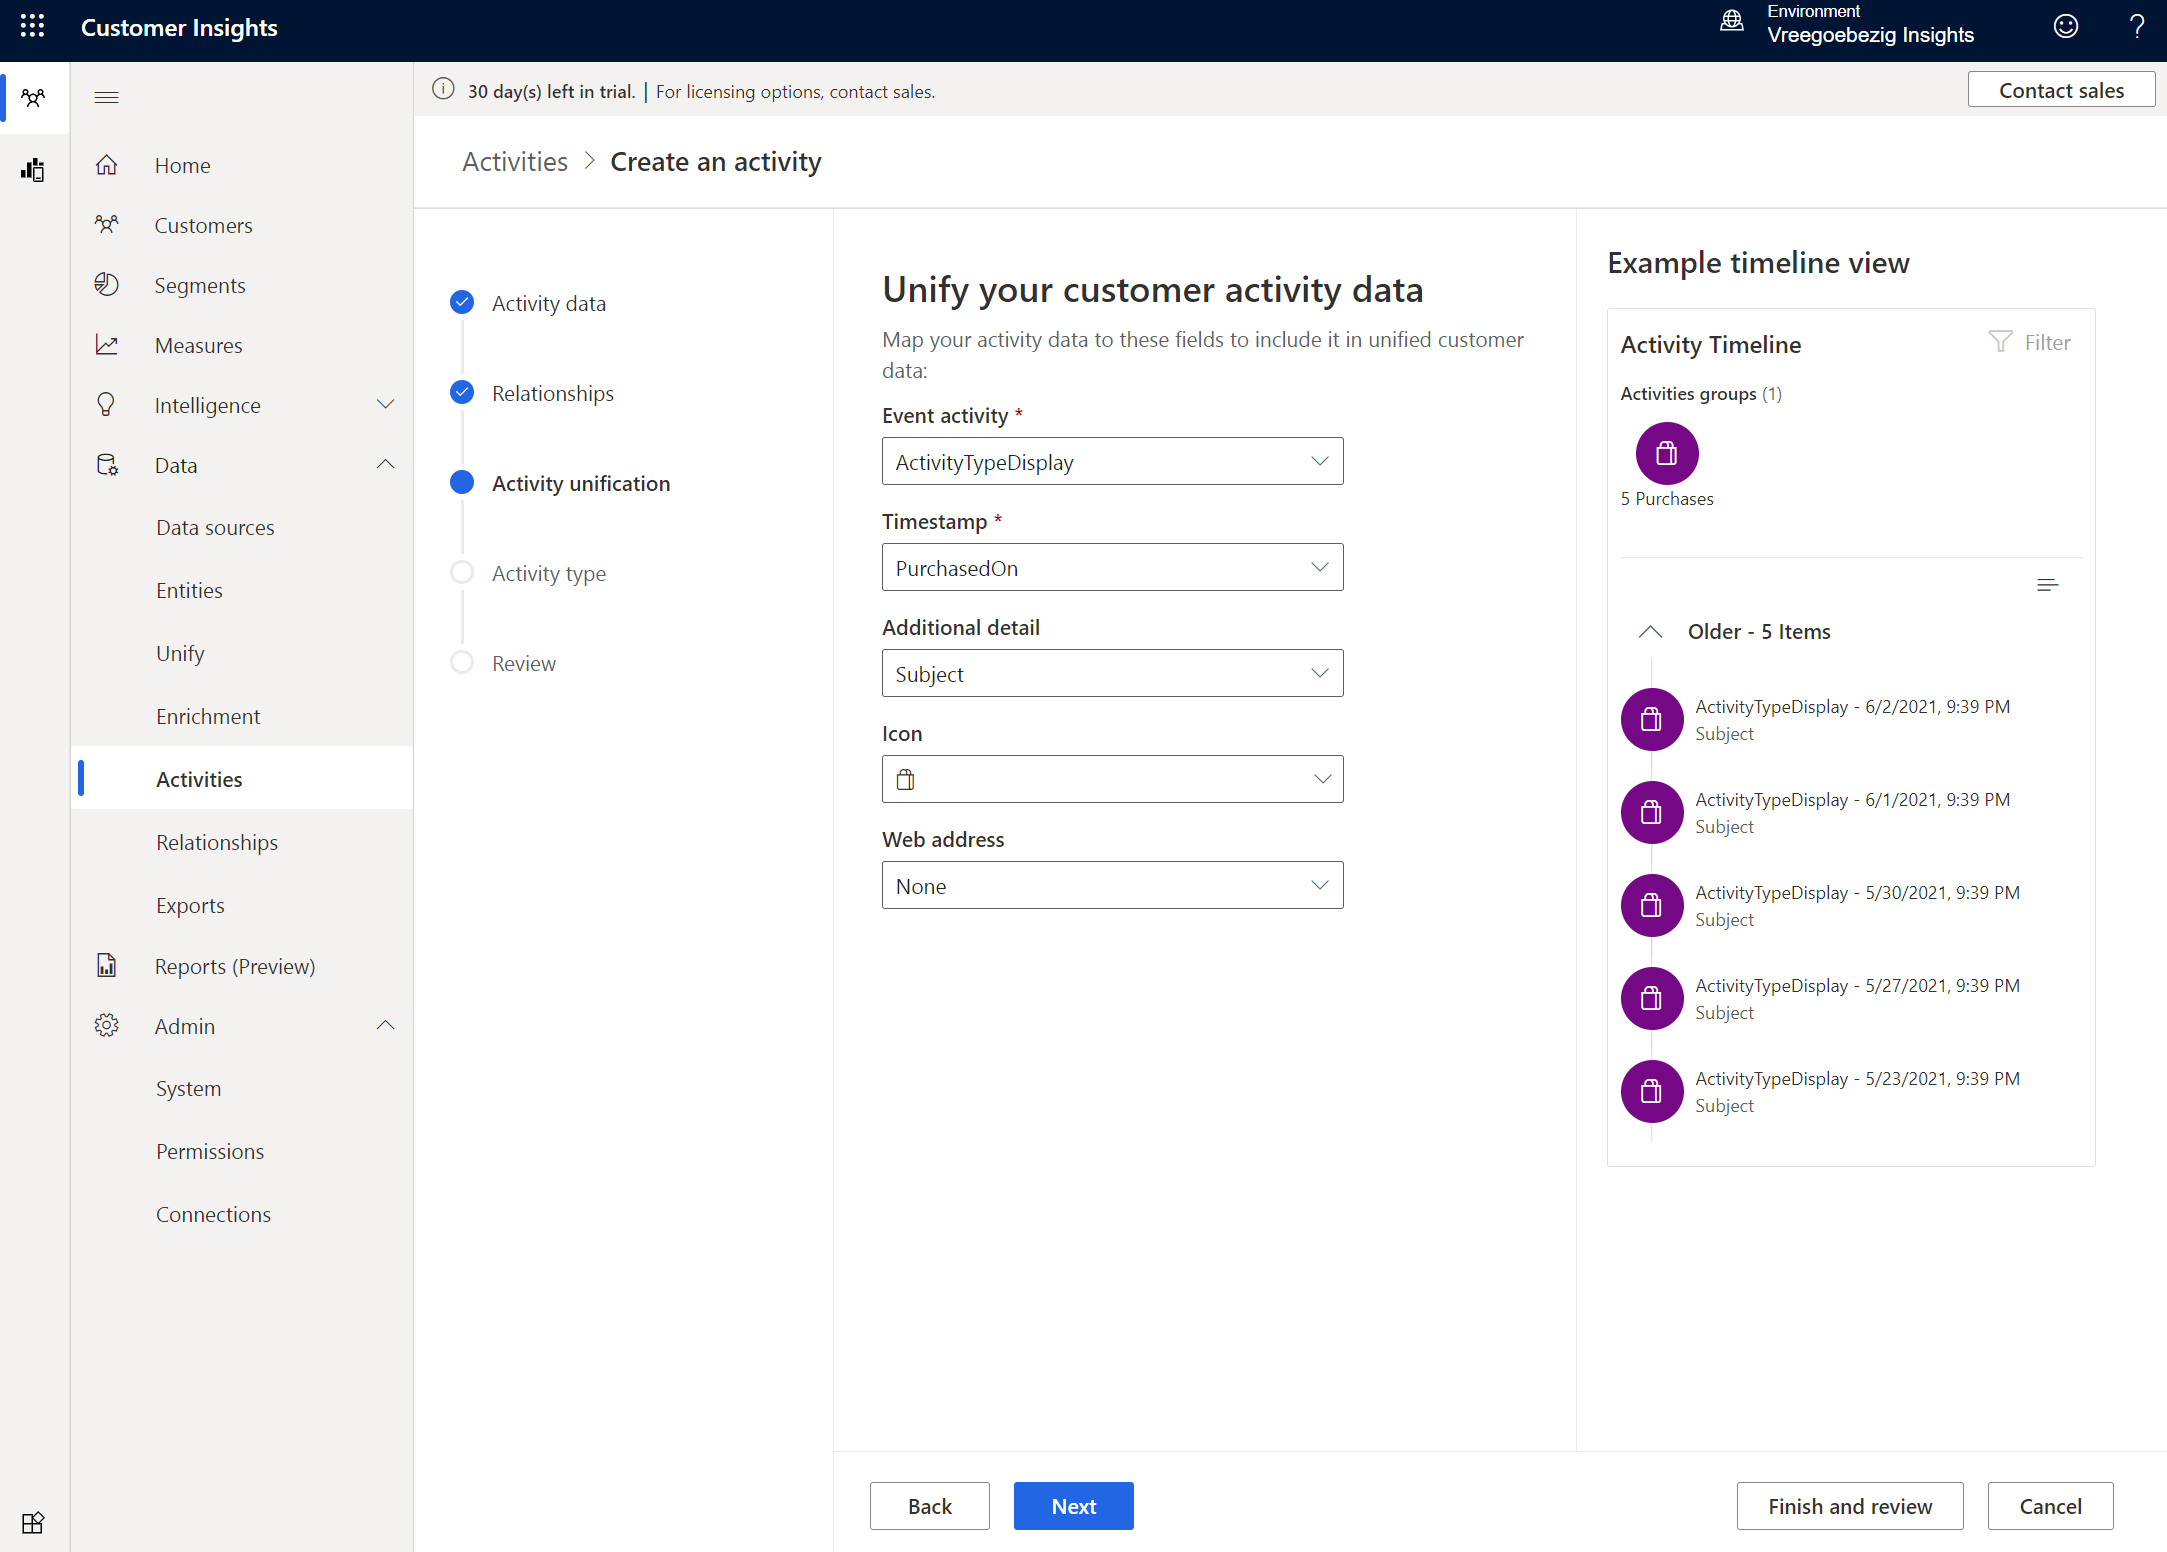 Customer Insights
Environment
Vreegoebezig Insights
?
30 day(s) left in trial. | For licensing options, contact sales.
Contact sales
Home
Customers
Segments
Measures
Intelligence
Data
Data sources
Entities
Unify
Enrichment
Activities
Relationships
Exports
Reports (Preview)
Admin
System
Permissions
Connections
Activities > Create an activity
Activity data
Relationships
Activity unification
Activity type
Review
Unify your customer activity data
Map your activity data to these fields to include it in unified customer
data:
Event activity *
ActivityTypeDisplay
Timestamp *
PurchasedOn
Additional detail
Subject
Icon
Web address
None
Example timeline view
Activity Timeline
Filter
Activities groups (1)
5 Purchases
Older - 5 Items
ActivityTypeDisplay - 6/2/2021, 9:39 PM
Subject
ActivityTypeDisplay - 6/1/2021, 9:39 PM
Subject
ActivityTypeDisplay - 5/30/2021, 9:39 PM
Subject
ActivityTypeDisplay - 5/27/2021, 9:39 PM
Subject
ActivityTypeDisplay - 5/23/2021, 9:39 PM
Subject
Back
Next
Finish and review
Cancel